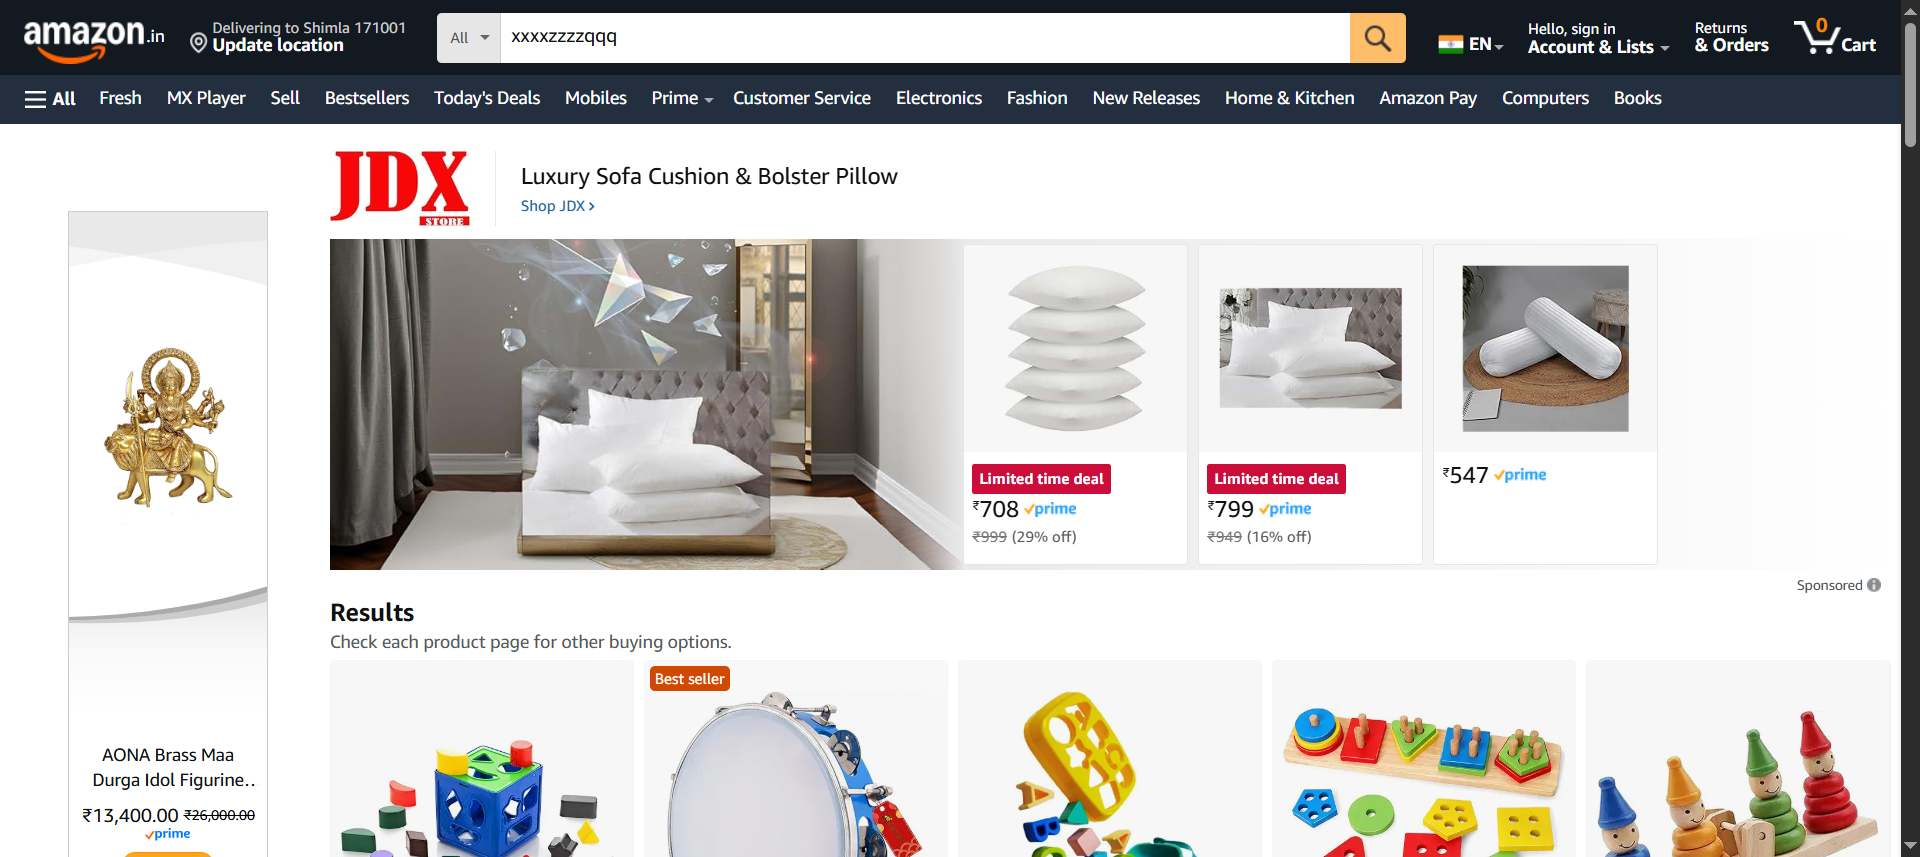 amazon.in
Delivering to Shimla 171001
Update location
All
xxxxzzzzqqq
EN
Hello, sign in
Account & Lists
Returns
& Orders
0
Cart
All
Fresh
MX Player
Sell
Bestsellers
Today's Deals
Mobiles
Prime
Customer Service
Electronics
Fashion
New Releases
Home & Kitchen
Amazon Pay
Computers
Books
JDX
STORE
Luxury Sofa Cushion & Bolster Pillow
Shop JDX
Limited time deal
₹708 prime
₹999 (29% off)
Limited time deal
₹799 prime
₹949 (16% off)
₹547 prime
Sponsored
AONA Brass Maa
Durga Idol Figurine..
₹13,400.00 ₹26,000.00
prime
Results
Check each product page for other buying options.
Best seller